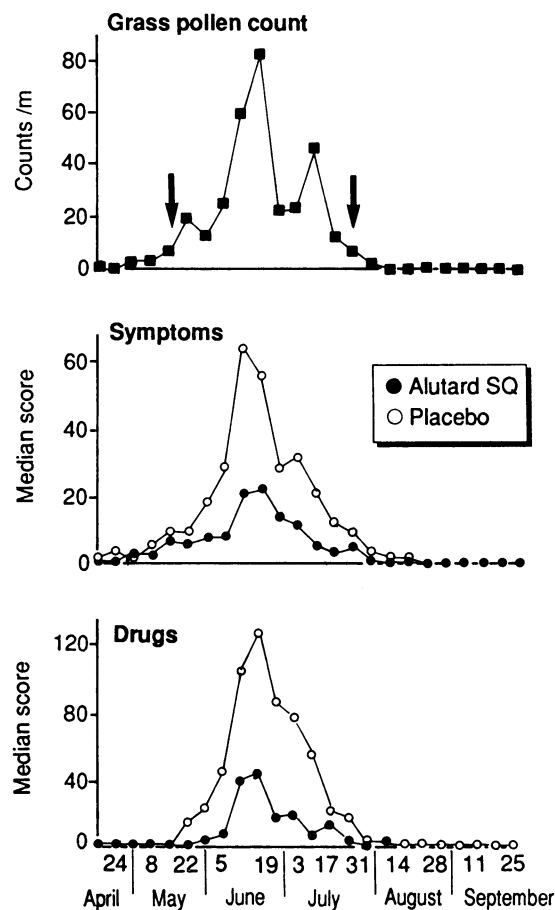 Grass pollen count
Counts /m
80
60
40
20
0
Symptoms
Median score
60
40
20
0
Alutard SQ
Placebo
Drugs
Median score
120
80
40
0
24 8 22 5 19 3 17 31 14 28 11 25
April May June July August September